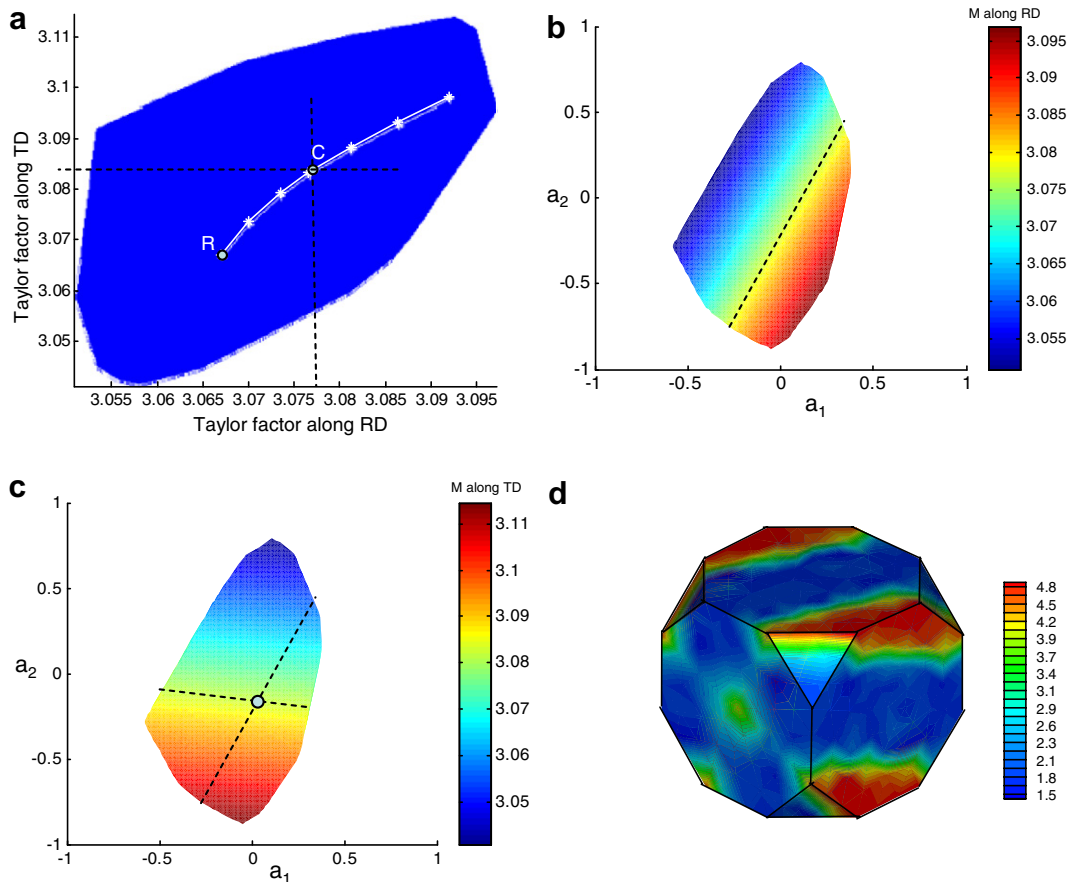 a
3.11
3.1
3.09
3.08
3.07
3.06
3.05
Taylor factor along TD
C
R
3.055 3.06 3.065 3.07 3.075 3.08 3.085 3.09 3.095
Taylor factor along RD
b
M along RD
1
0.5
0
-0.5
-1
a2
-1 -0.5 0 0.5 1
a1
3.095
3.09
3.085
3.08
3.075
3.07
3.065
3.06
3.055
c
M along TD
1
0.5
0
-0.5
-1
a2
-1 -0.5 0 0.5 1
a1
3.11
3.1
3.09
3.08
3.07
3.06
3.05
d
4.8
4.5
4.2
3.9
3.7
3.4
3.1
2.9
2.6
2.3
2.1
1.8
1.5